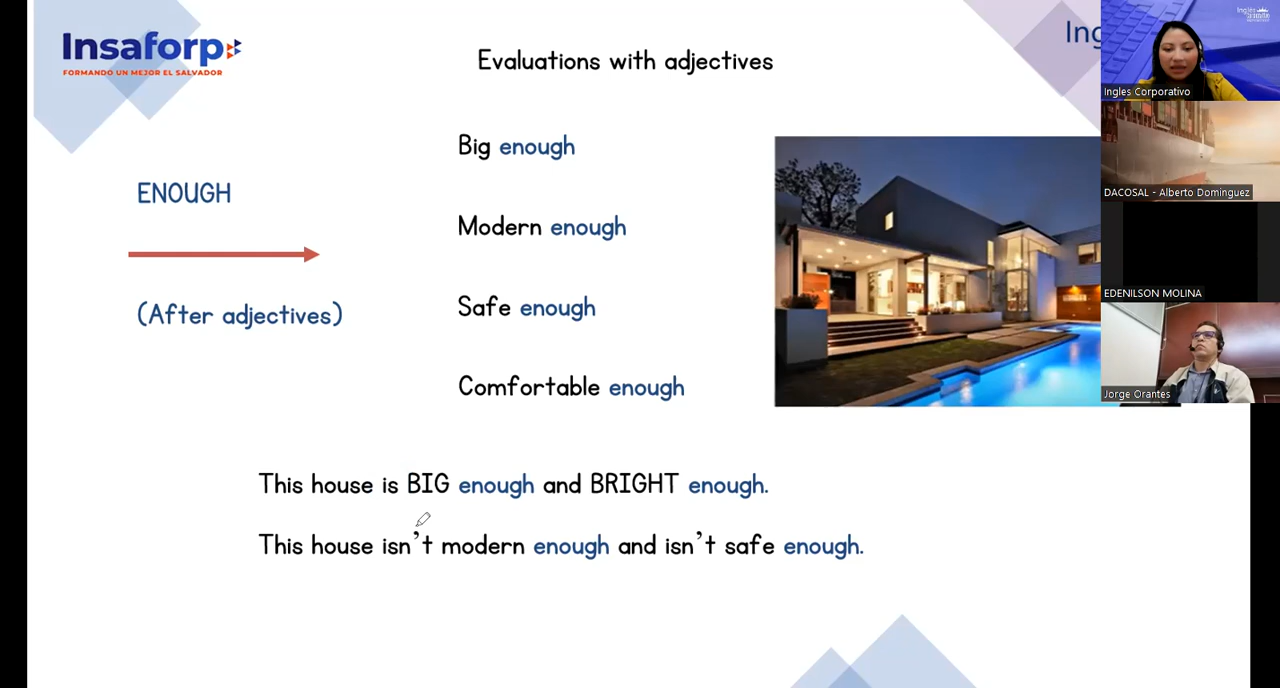 Insaforp
FORMANDO UN MEJOR EL SALVADOR
Evaluations with adjectives
Ing
ENOUGH
(After adjectives)
Big enough
Modern enough
Safe enough
Comfortable enough
This house is BIG enough and BRIGHT enough.
This house isn't modern enough and isn't safe enough.
Ingles
Ingles Corporativo
DACOSAL - Alberto Dominguez
EDENILSON MOLINA
Jorge Orantes